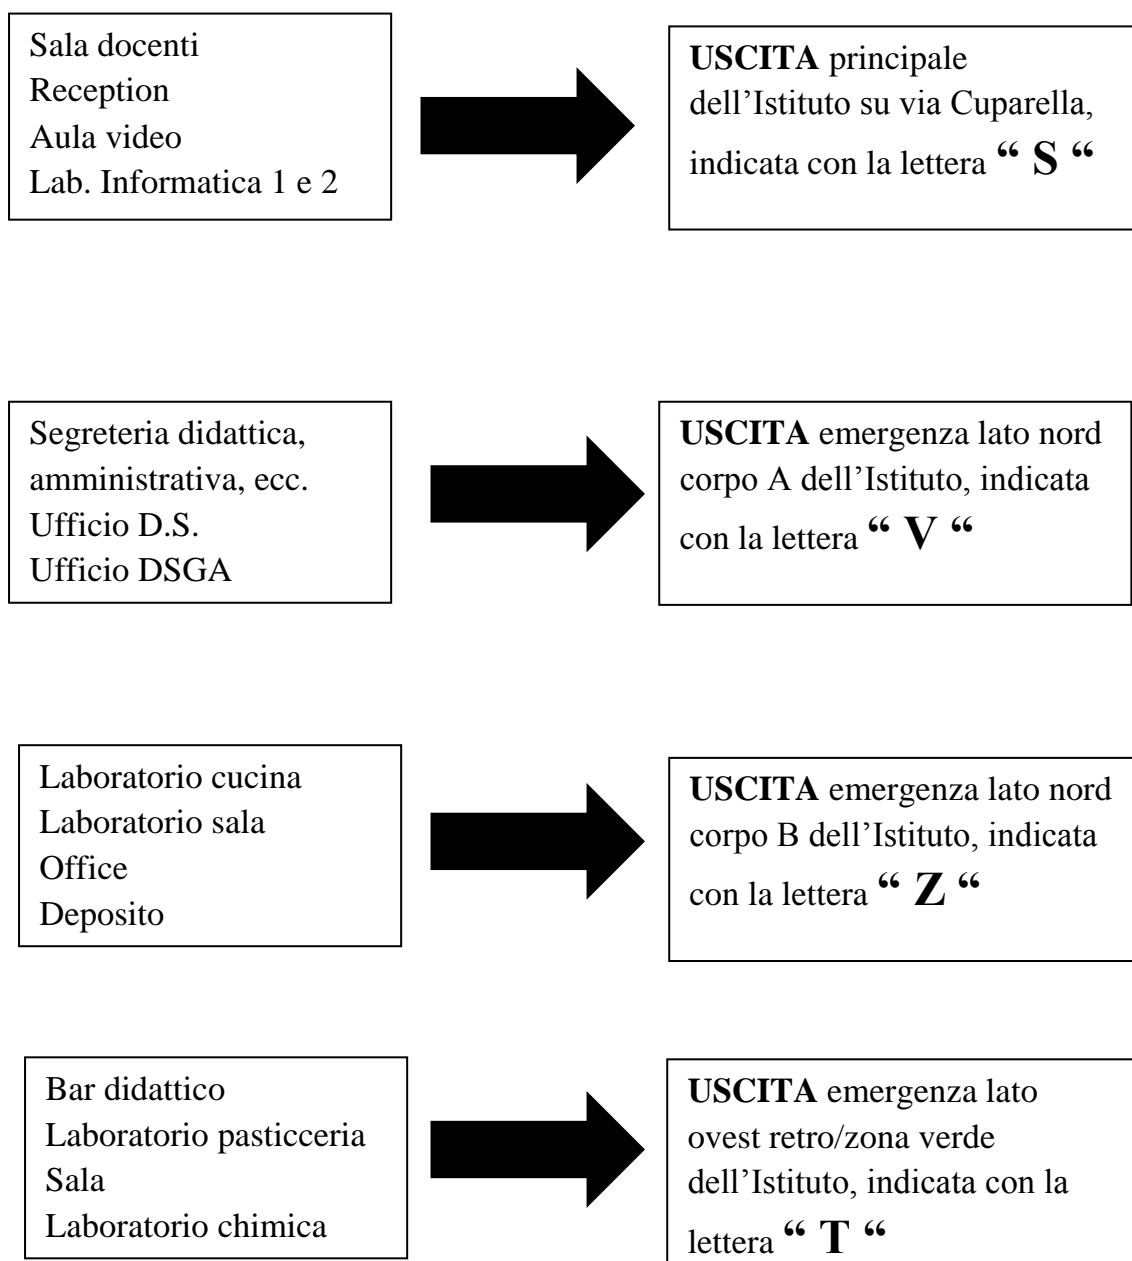 Sala docenti
Reception
Aula video
Lab. Informatica 1 e 2
USCITA principale
dell’Istituto su via Cuparella,
indicata con la lettera “ S “
Segreteria didattica,
amministrativa, ecc.
Ufficio D.S.
Ufficio DSGA
USCITA emergenza lato nord
corpo A dell’Istituto, indicata
con la lettera “ V “
Laboratorio cucina
Laboratorio sala
Office
Deposito
USCITA emergenza lato nord
corpo B dell’Istituto, indicata
con la lettera “ Z “
Bar didattico
Laboratorio pasticceria
Sala
Laboratorio chimica
USCITA emergenza lato
ovest retro/zona verde
dell’Istituto, indicata con la
lettera “ T “